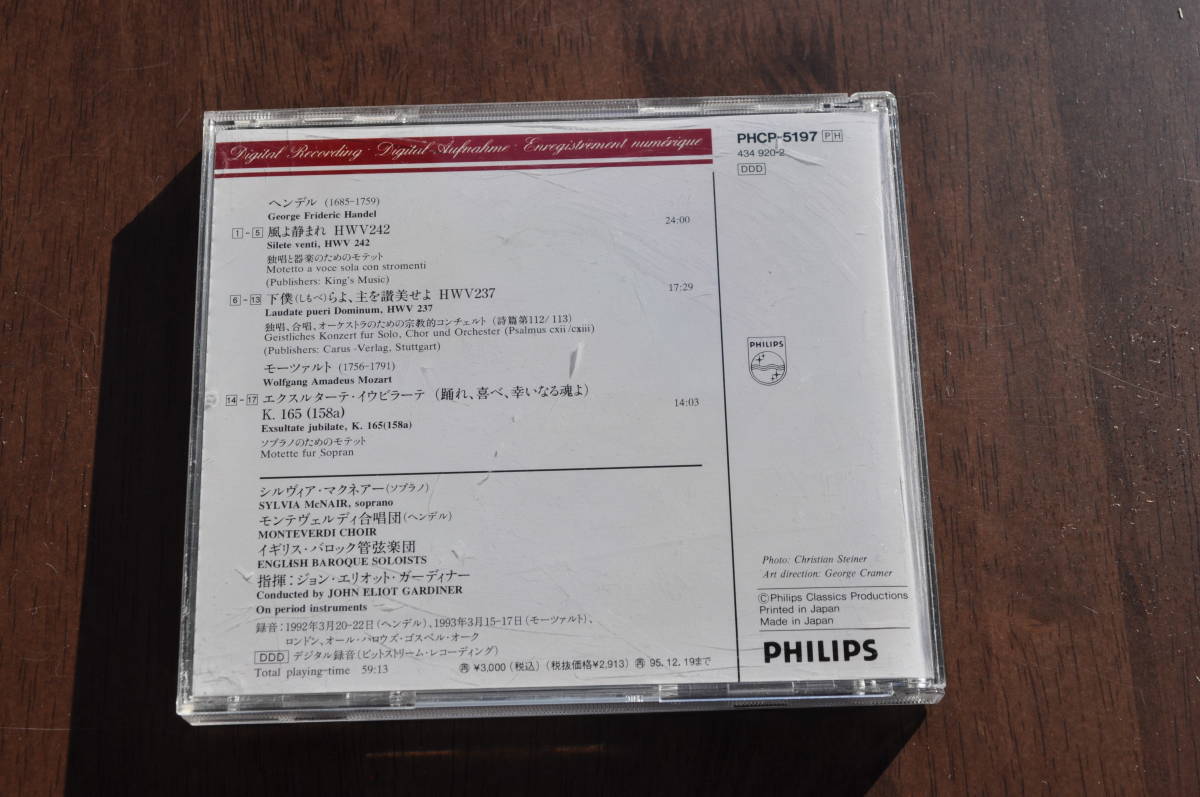 Digital Recording · Digital-Aufnahme · Enregistrement numérique
PHCP-5197 PH
434 920-2
DDD
ヘンデル (1685-1759)
George Frideric Handel
1 - 5 風よ静まれ HWV242 24:00
Silete venti, HWV 242
独唱と器楽のためのモテット
Motetto a voce sola con stromenti
(Publishers: King's Music)
6 - 13 下僕(しもべ)らよ、主を讃美せよ HWV237 17:29
Laudate pueri Dominum, HWV 237
独唱、合唱、オーケストラのための宗教的コンチェルト (詩篇第112/113)
Geistliches Konzert fur Solo, Chor und Orchester (Psalmus cxii/cxiii)
(Publishers: Carus-Verlag, Stuttgart)
モーツァルト (1756-1791)
Wolfgang Amadeus Mozart
14 - 17 エクスルターテ・イウビラーテ (踊れ、喜べ、幸いなる魂よ) 14:03
K. 165 (158a)
Exsultate jubilate, K. 165(158a)
ソプラノのためのモテット
Motette fur Sopran
シルヴィア・マクネアー(ソプラノ)
SYLVIA McNAIR, soprano
モンテヴェルディ合唱団(ヘンデル)
MONTEVERDI CHOIR
イギリス・バロック管弦楽団
ENGLISH BAROQUE SOLOISTS
指揮:ジョン・エリオット・ガーディナー
Conducted by JOHN ELIOT GARDINER
On period instruments
録音:1992年3月20-22日(ヘンデル)、1993年3月15-17日(モーツァルト)、
ロンドン、オール・ハロウズ・ゴスペル・オーク
DDD デジタル録音(ビットストリーム・レコーディング)
Total playing-time 59:13
㋐¥3,000(税込)(税抜価格¥2,913) ㋐95.12.19まで
PHILIPS
Photo: Christian Steiner
Art direction: George Cramer
©Philips Classics Productions
Printed in Japan
Made in Japan
PHILIPS